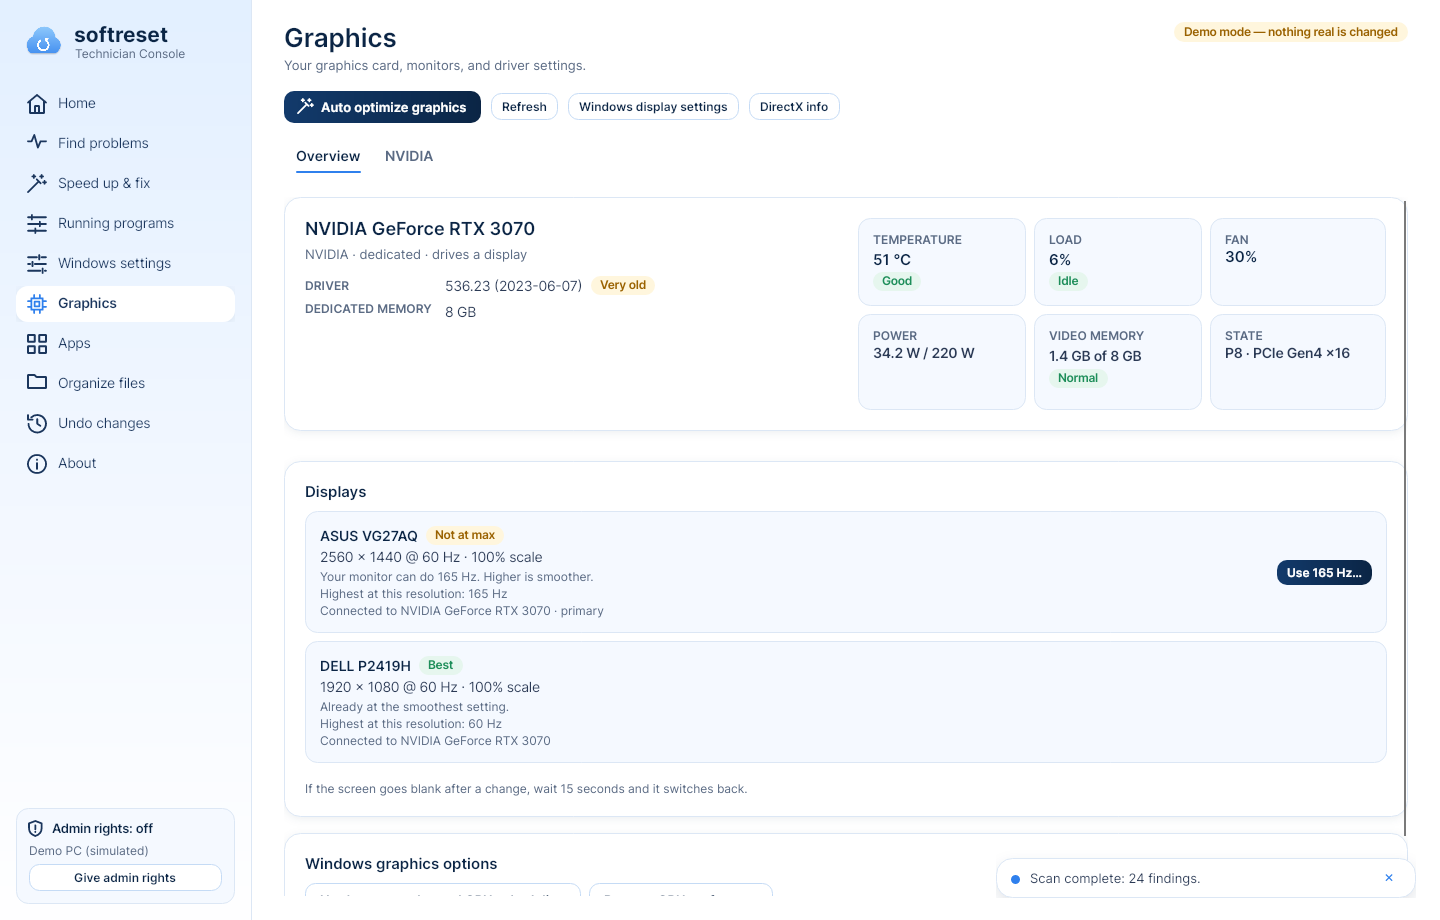 softreset
Technician Console
Home
Find problems
Speed up & fix
Running programs
Windows settings
Graphics
Apps
Organize files
Undo changes
About
Admin rights: off
Demo PC (simulated)
Give admin rights
Graphics
Demo mode — nothing real is changed
Your graphics card, monitors, and driver settings.
Auto optimize graphics
Refresh
Windows display settings
DirectX info
Overview
NVIDIA
NVIDIA GeForce RTX 3070
NVIDIA · dedicated · drives a display
DRIVER 536.23 (2023-06-07) Very old
DEDICATED MEMORY 8 GB
TEMPERATURE
51 °C
Good
LOAD
6%
Idle
FAN
30%
POWER
34.2 W / 220 W
VIDEO MEMORY
1.4 GB of 8 GB
Normal
STATE
P8 · PCIe Gen4 ×16
Displays
ASUS VG27AQ Not at max
2560 × 1440 @ 60 Hz · 100% scale
Your monitor can do 165 Hz. Higher is smoother.
Highest at this resolution: 165 Hz
Connected to NVIDIA GeForce RTX 3070 · primary
Use 165 Hz...
DELL P2419H Best
1920 × 1080 @ 60 Hz · 100% scale
Already at the smoothest setting.
Highest at this resolution: 60 Hz
Connected to NVIDIA GeForce RTX 3070
If the screen goes blank after a change, wait 15 seconds and it switches back.
Windows graphics options
Scan complete: 24 findings.